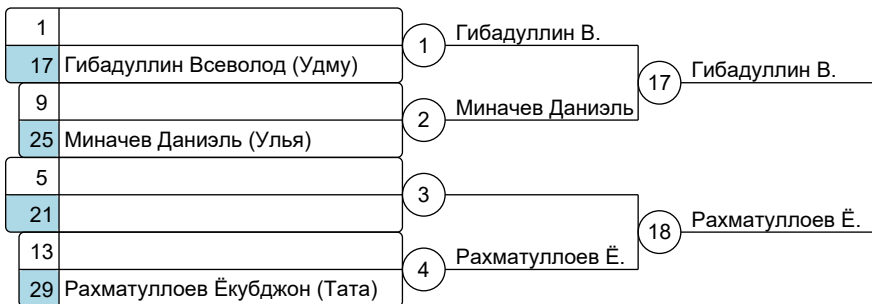 1
17 Гибадуллин Всеволод (Удму)
1
Гибадуллин В.
9
25 Миначев Даниэль (Улья)
2
Миначев Даниэль
17
Гибадуллин В.
5
21
3
13
29 Рахматуллоев Ёкубджон (Тата)
4
Рахматуллоев Ё.
18
Рахматуллоев Ё.